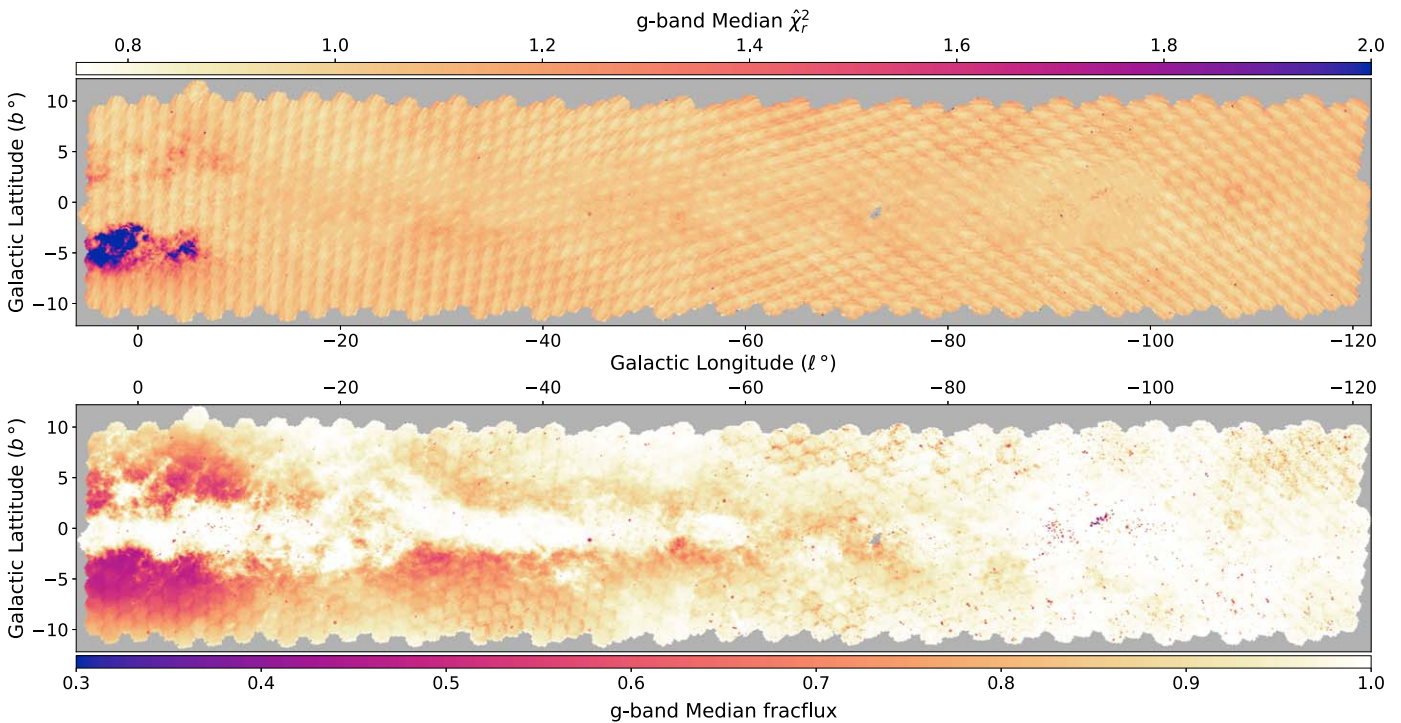 g-band Median χ̂²ᵣ
0.8 1.0 1.2 1.4 1.6 1.8 2.0
Galactic Lattitude (b°)
10
5
0
−5
−10
0 −20 −40 −60 −80 −100 −120
Galactic Longitude (ℓ°)
0 −20 −40 −60 −80 −100 −120
Galactic Lattitude (b°)
10
5
0
−5
−10
0.3 0.4 0.5 0.6 0.7 0.8 0.9 1.0
g-band Median fracflux